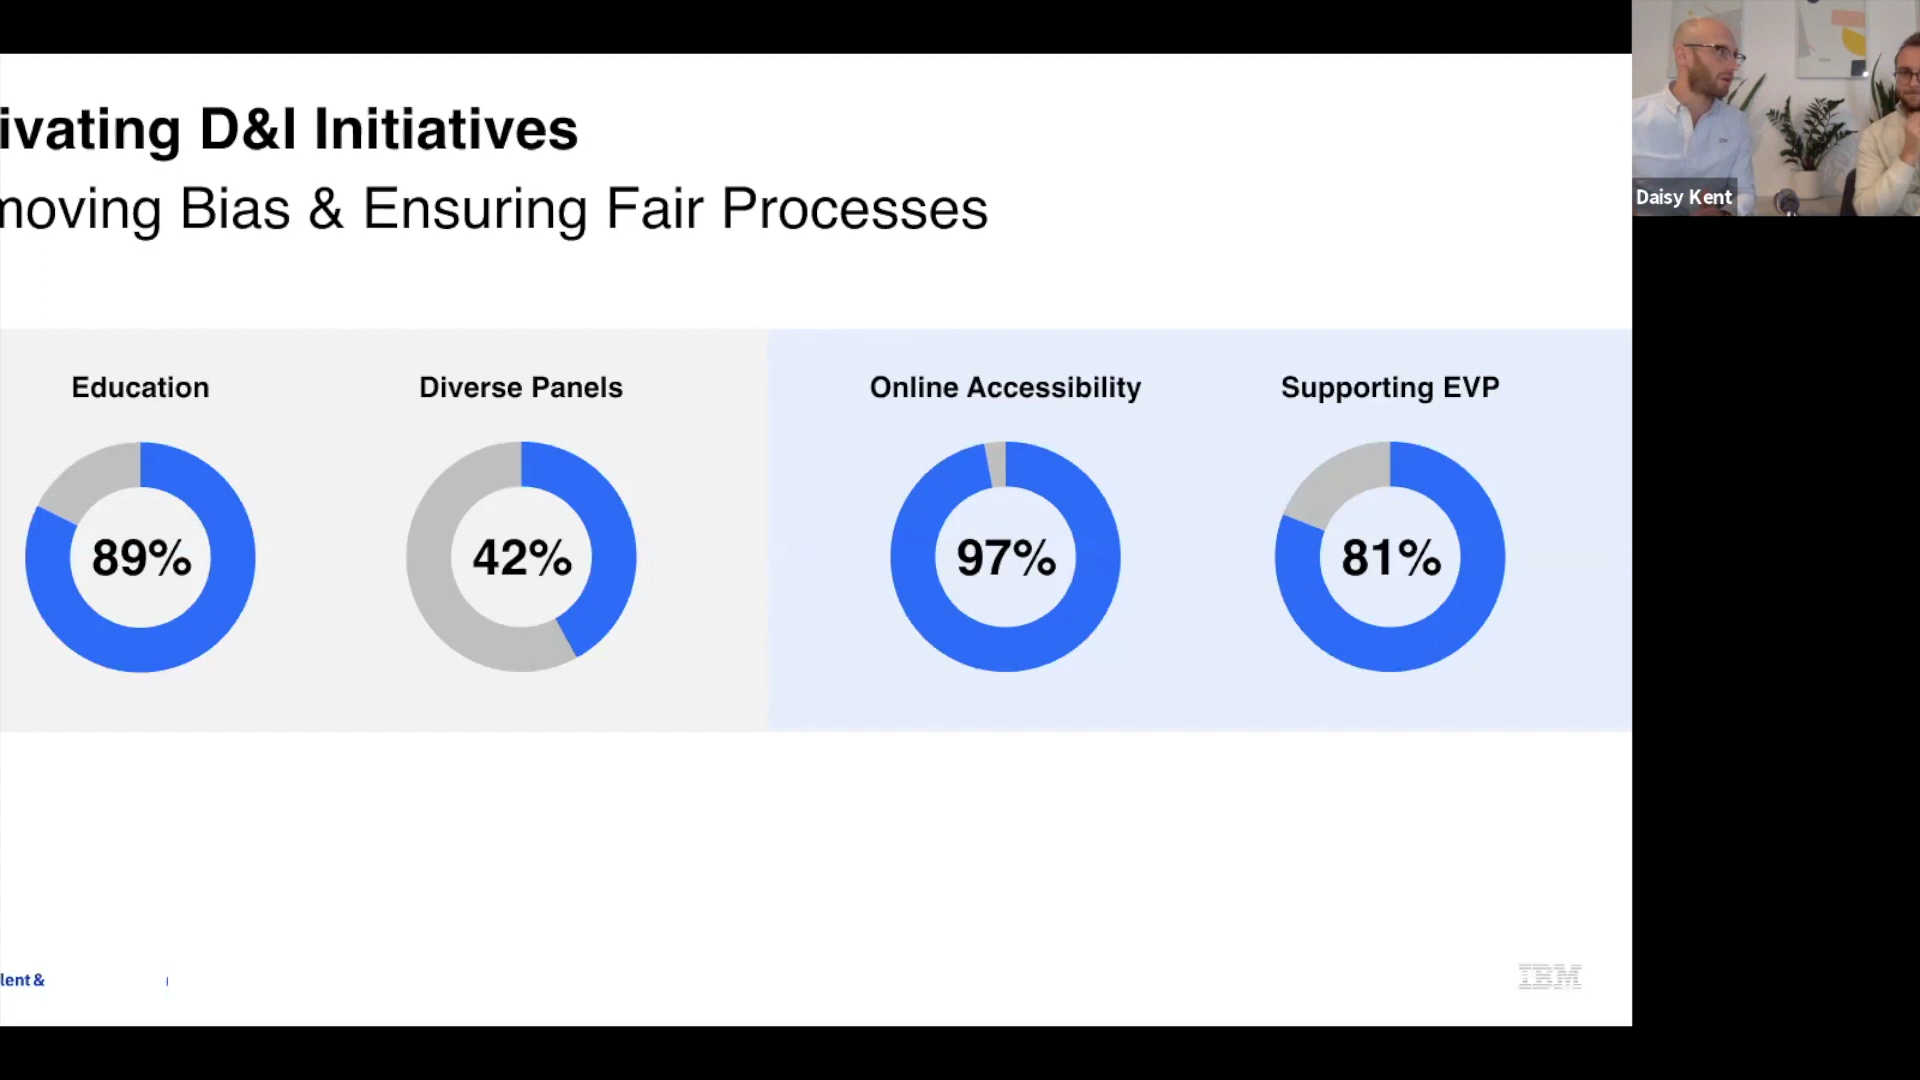 ivating D&I Initiatives
moving Bias & Ensuring Fair Processes
Education
Diverse Panels
Online Accessibility
Supporting EVP
89%
42%
97%
81%
lent &
IBM
Daisy Kent